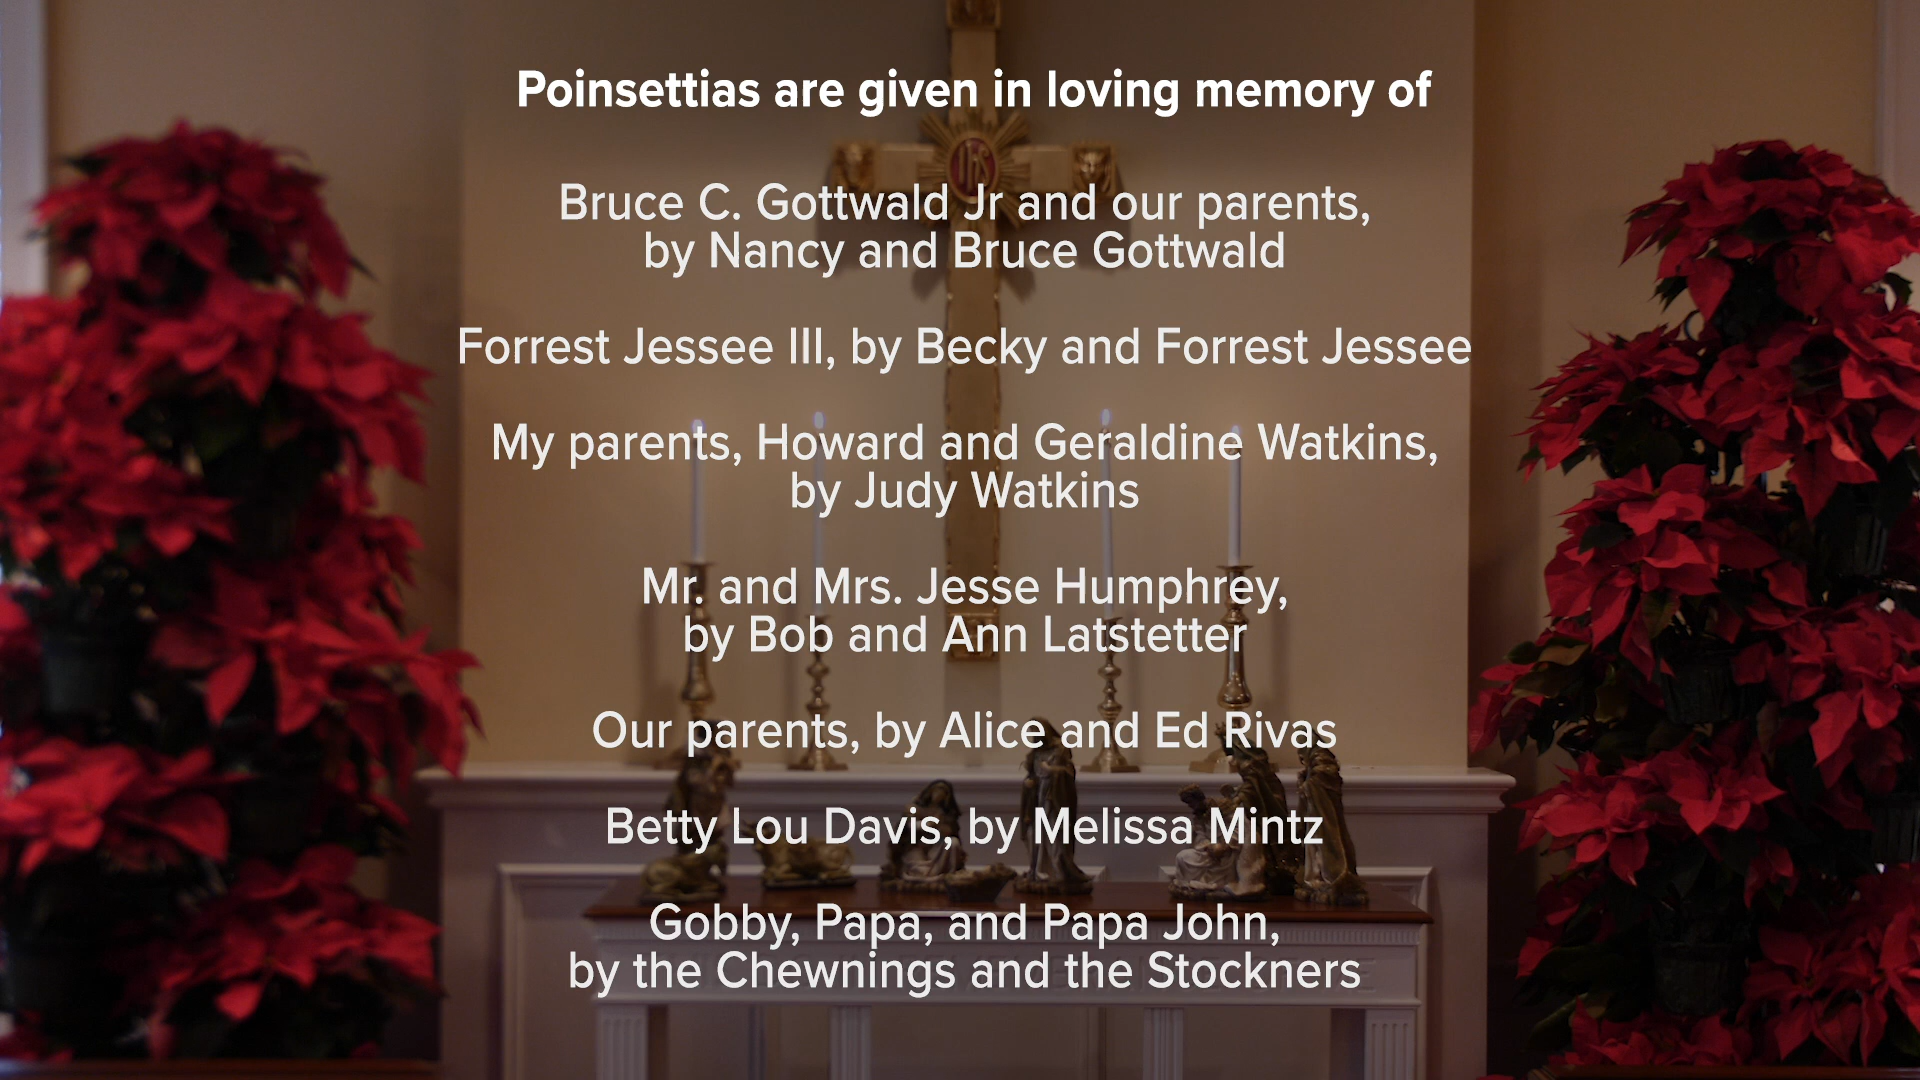 Poinsettias are given in loving memory of
IHS
Bruce C. Gottwald Jr and our parents,
by Nancy and Bruce Gottwald
Forrest Jessee III, by Becky and Forrest Jessee
My parents, Howard and Geraldine Watkins,
by Judy Watkins
Mr. and Mrs. Jesse Humphrey,
by Bob and Ann Latstetter
Our parents, by Alice and Ed Rivas
Betty Lou Davis, by Melissa Mintz
Gobby, Papa, and Papa John,
by the Chewnings and the Stockners